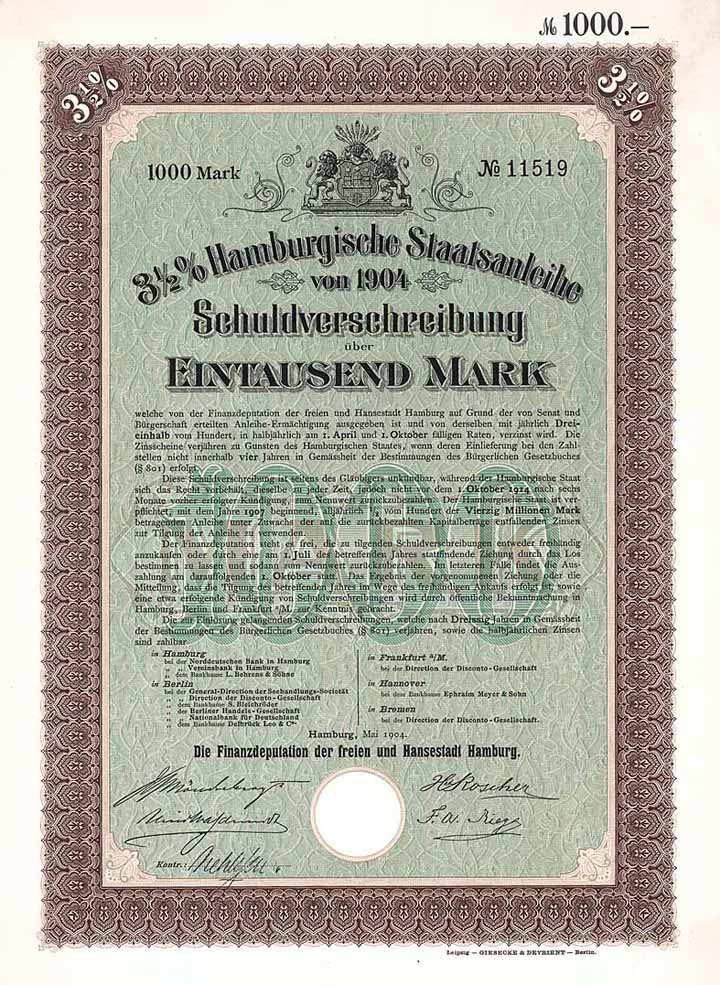 ℳ 1000.—
3½%
3½%
1000 Mark
№ 11519
3½% Hamburgische Staatsanleihe
von 1904
Schuldverschreibung
über
EINTAUSEND MARK
welche von der Finanzdeputation der freien und Hansestadt Hamburg auf Grund der von Senat und
Bürgerschaft erteilten Anleihe-Ermächtigung ausgegeben ist und von derselben mit jährlich Drei-
einhalb vom Hundert, in halbjährlich am 1. April und 1. Oktober fälligen Raten, verzinst wird. Die
Zinsscheine verjähren zu Gunsten des Hamburgischen Staates, wenn deren Einlieferung bei den Zahl-
stellen nicht innerhalb vier Jahren in Gemässheit der Bestimmungen des Bürgerlichen Gesetzbuches
(§ 801) erfolgt.
Diese Schuldverschreibung ist seitens des Gläubigers unkündbar, während der Hamburgische Staat
sich das Recht vorbehält, dieselbe zu jeder Zeit, jedoch nicht vor dem 1. Oktober 1914 nach sechs
Monate vorher erfolgter Kündigung, zum Nennwert zurückzubezahlen. Der Hamburgische Staat ist ver-
pflichtet, mit dem Jahre 1907 beginnend, alljährlich Ein vom Hundert der Vierzig Millionen Mark
betragenden Anleihe unter Zuwachs der auf die zurückbezahlten Kapitalbeträge entfallenden Zinsen
zur Tilgung der Anleihe zu verwenden.
Der Finanzdeputation steht es frei, die zu tilgenden Schuldverschreibungen freihändig
anzukaufen oder durch eine am 1. Juli des betreffenden Jahres stattfindende Ziehung durch das Los
bestimmen zu lassen und sodann zum Nennwert zurückzubezahlen. Im letzteren Falle findet die Aus-
zahlung am folgenden 1. Oktober statt. Das Ergebnis der vorgenommenen Ziehung oder die
Mitteilung, dass die Tilgung des betreffenden Jahres im Wege des freihändigen Ankaufs erfolgt ist, sowie
eine etwa erfolgende Kündigung von Schuldverschreibungen wird durch öffentliche Bekanntmachung in
Hamburg, Berlin und Frankfurt a/M. zur Kenntnis gebracht.
Die zur Einlösung gelangenden Schuldverschreibungen, welche nach Dreissig Jahren in Gemässheit
der Bestimmungen des Bürgerlichen Gesetzbuches (§ 801) verjähren, sowie die halbjährlichen Zinsen
sind zahlbar
in Hamburg
bei der Norddeutschen Bank in Hamburg
„ „ Vereinsbank in Hamburg
„ dem Bankhause L. Behrens & Söhne
in Berlin
bei der General-Direction der Seehandlungs-Societät
„ „ Direction der Disconto-Gesellschaft
„ dem Bankhause S. Bleichröder
„ der Berliner Handels-Gesellschaft
„ „ Nationalbank für Deutschland
„ dem Bankhause Delbrück Leo & Co.
in Frankfurt a/M.
bei der Direction der Disconto-Gesellschaft
in Hannover
bei dem Bankhause Ephraim Meyer & Sohn
in Bremen
bei der Direction der Disconto-Gesellschaft.
Hamburg, Mai 1904.
Die Finanzdeputation der freien und Hansestadt Hamburg.
HRoscher
Kontr.:
Leipzig — GIESECKE & DEVRIENT — Berlin.